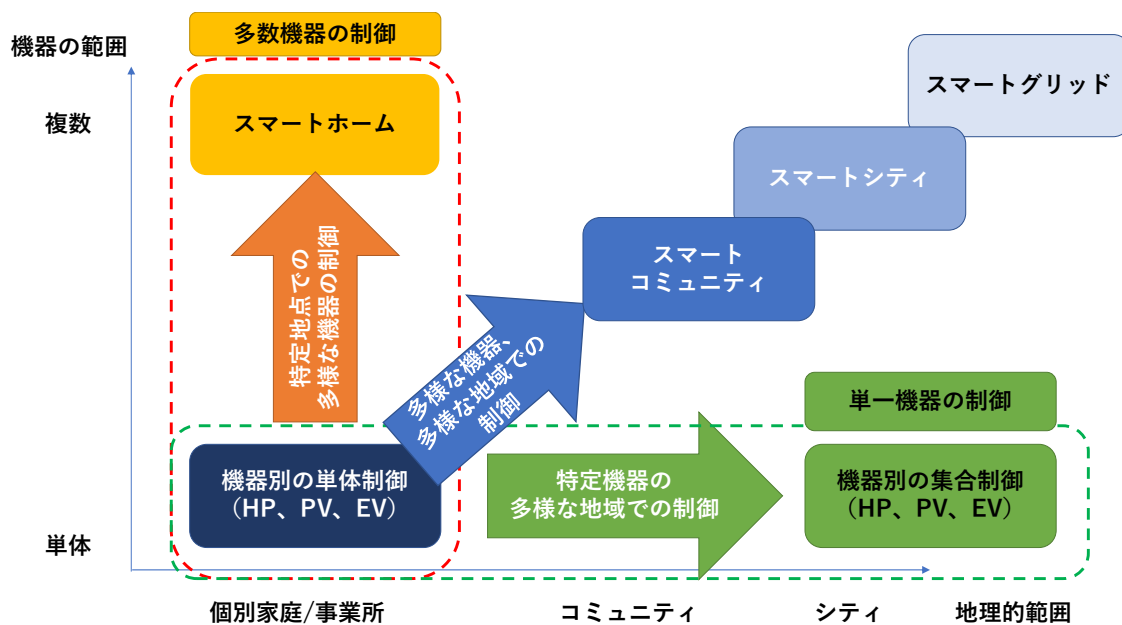 多数機器の制御
機器の範囲
複数
スマートホーム
スマートグリッド
スマートシティ
スマート
コミュニティ
特定地点での
多様な機器の制御
多様な機器、
多様な地域での
制御
単一機器の制御
機器別の単体制御
（HP、PV、EV）
特定機器の
多様な地域での制御
機器別の集合制御
（HP、PV、EV）
単体
個別家庭/事業所
コミュニティ
シティ
地理的範囲